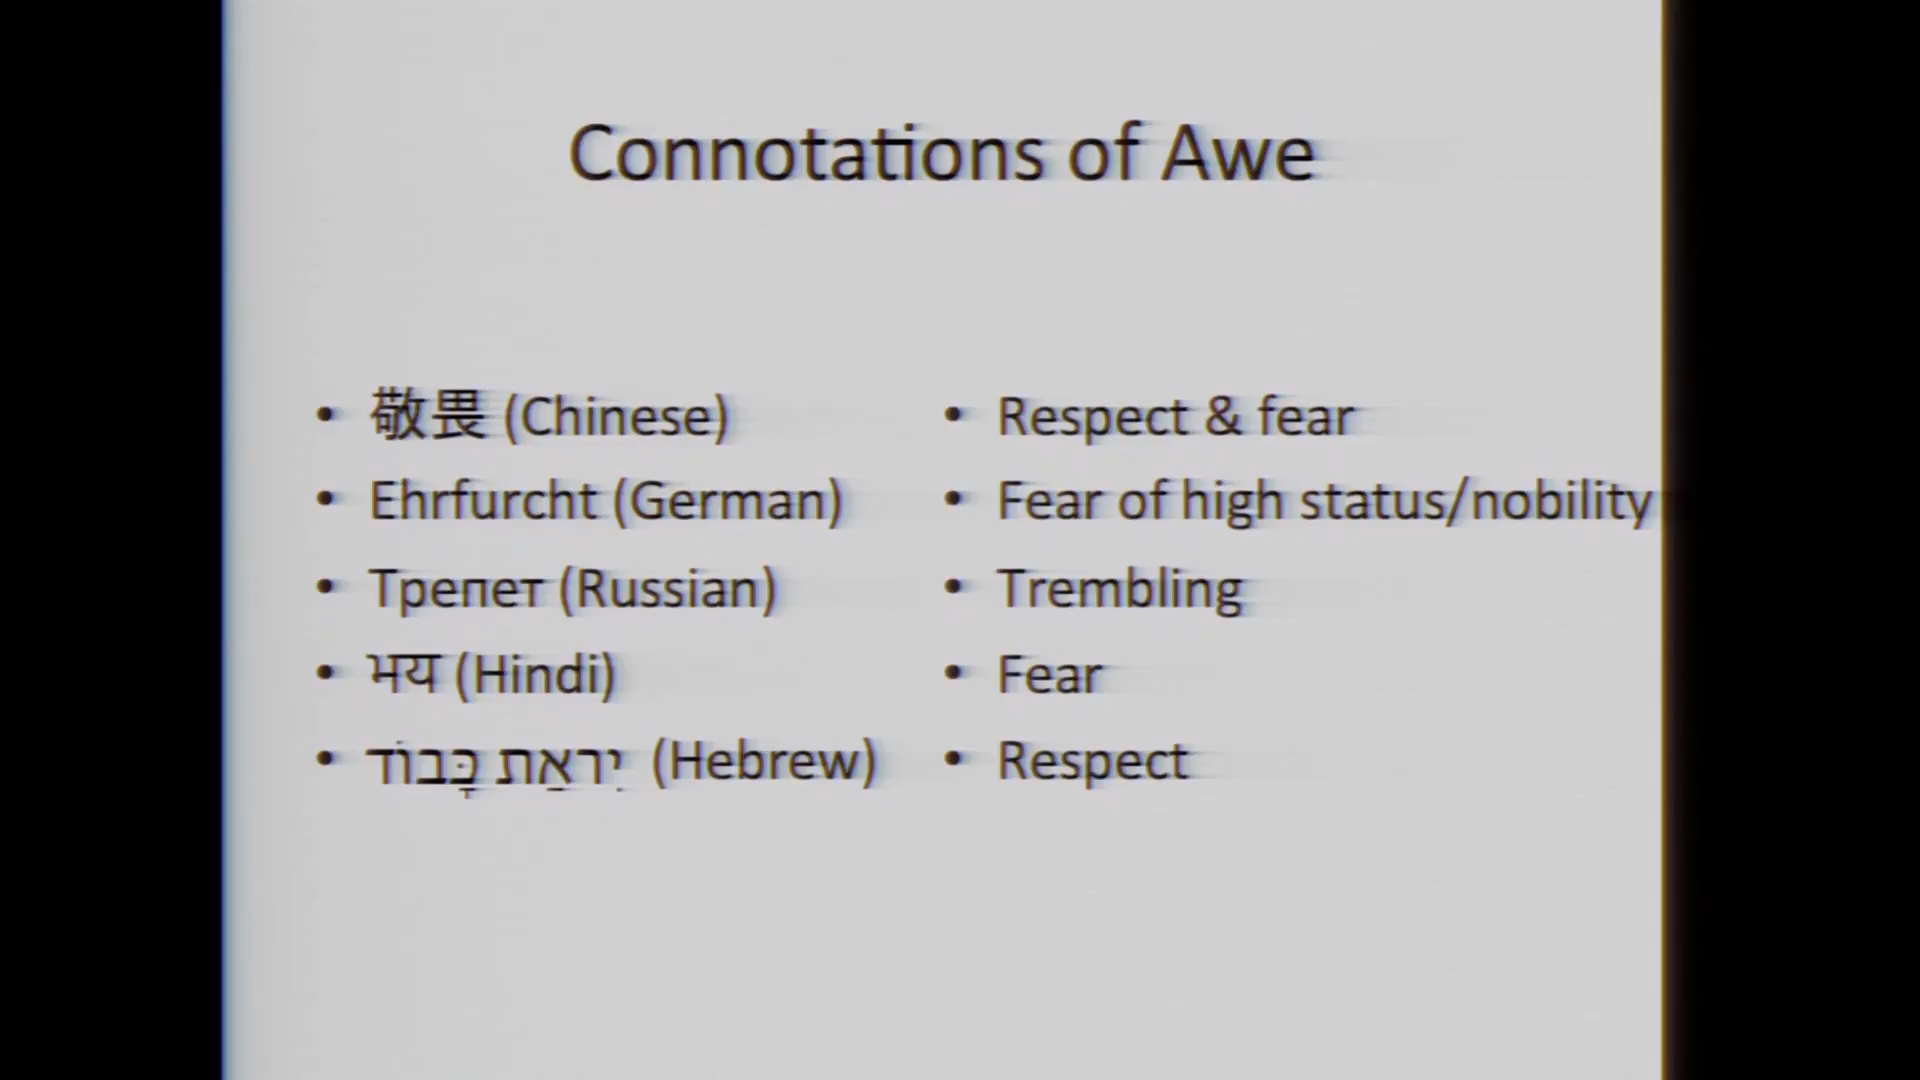 Connotations of Awe
• 敬畏 (Chinese)
• Respect & fear
• Ehrfurcht (German)
• Fear of high status/nobility
• Трепет (Russian)
• Trembling
• भय (Hindi)
• Fear
• יִראַת כָּבוֹד (Hebrew)
• Respect